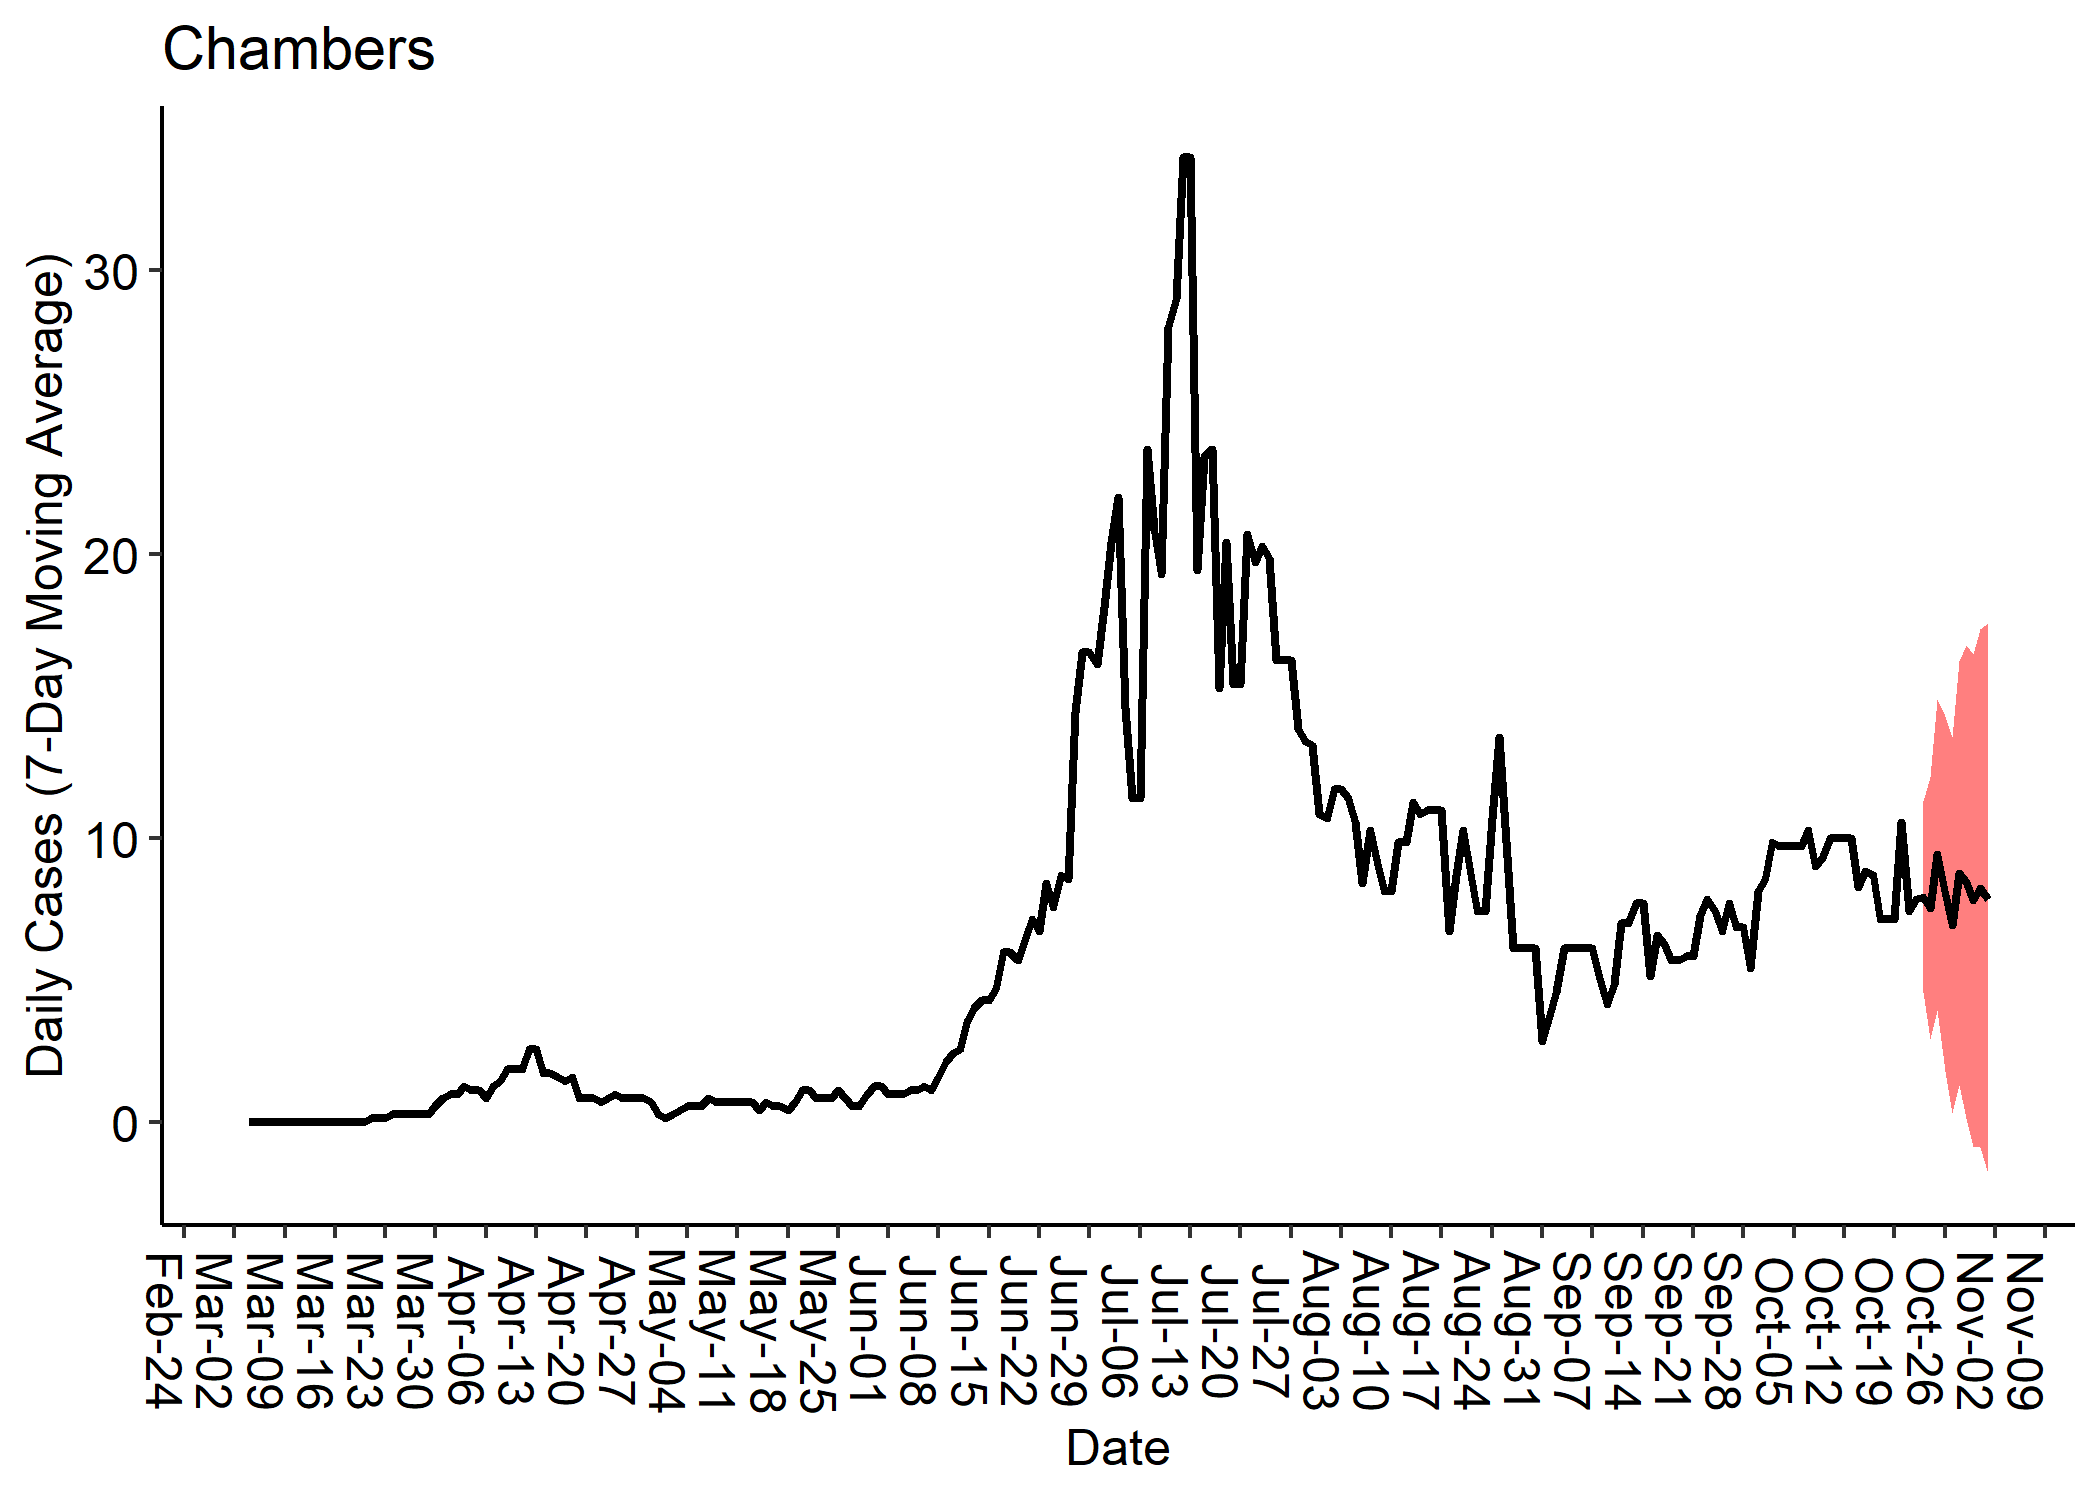 Chambers
Daily Cases (7-Day Moving Average)
30
20
10
0
Feb-24
Mar-02
Mar-09
Mar-16
Mar-23
Mar-30
Apr-06
Apr-13
Apr-20
Apr-27
May-04
May-11
May-18
May-25
Jun-01
Jun-08
Jun-15
Jun-22
Jun-29
Jul-06
Jul-13
Jul-20
Jul-27
Aug-03
Aug-10
Aug-17
Aug-24
Aug-31
Sep-07
Sep-14
Sep-21
Sep-28
Oct-05
Oct-12
Oct-19
Oct-26
Nov-02
Nov-09
Date